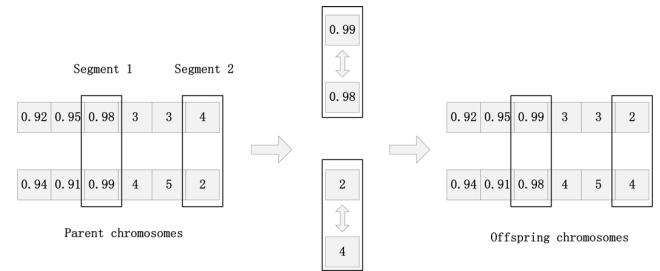 Segment 1 Segment 2
0.92 0.95 0.98 3 3 4
0.94 0.91 0.99 4 5 2
Parent chromosomes
0.99
0.98
2
4
0.92 0.95 0.99 3 3 2
0.94 0.91 0.98 4 5 4
Offspring chromosomes